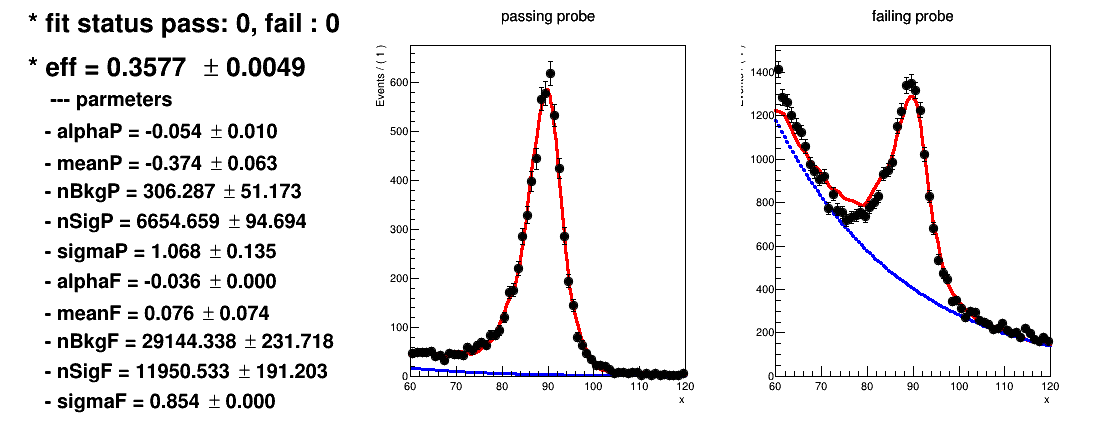 * fit status pass: 0, fail : 0
* eff = 0.3577 ± 0.0049
--- parmeters
- alphaP = -0.054 ± 0.010
- meanP = -0.374 ± 0.063
- nBkgP = 306.287 ± 51.173
- nSigP = 6654.659 ± 94.694
- sigmaP = 1.068 ± 0.135
- alphaF = -0.036 ± 0.000
- meanF = 0.076 ± 0.074
- nBkgF = 29144.338 ± 231.718
- nSigF = 11950.533 ± 191.203
- sigmaF = 0.854 ± 0.000
passing probe
Events / ( 1 )
600
500
400
300
200
100
0
60 70 80 90 100 110 120
x
failing probe
1400
1200
1000
800
600
400
200
0
60 70 80 90 100 110 120
x